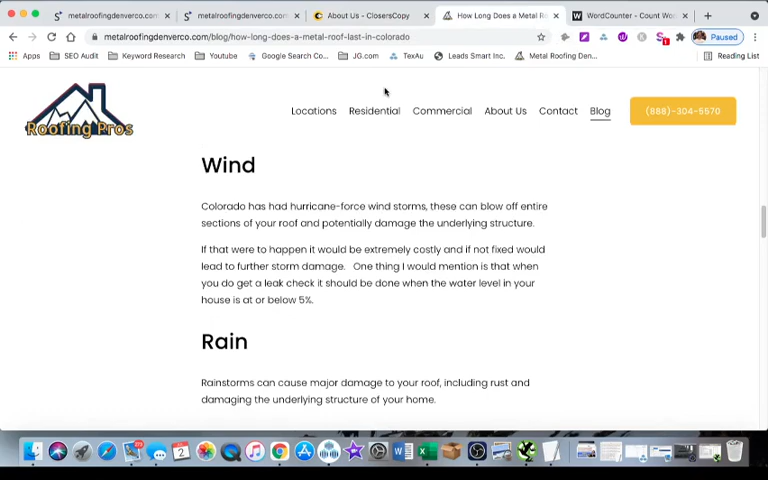 metalroofingdenverco.com
metalroofingdenverco.com
About Us - ClosersCopy
How Long Does a Metal R
WordCounter - Count Wo
metalroofingdenverco.com/blog/how-long-does-a-metal-roof-last-in-colorado
Paused
Apps
SEO Audit
Keyword Research
Youtube
Google Search Co...
JG.com
TexAu
Leads Smart Inc.
Metal Roofing Den...
Reading List
Roofing Pros
Locations
Residential
Commercial
About Us
Contact
Blog
(888)-304-5570
Wind
Colorado has had hurricane-force wind storms, these can blow off entire
sections of your roof and potentially damage the underlying structure.
If that were to happen it would be extremely costly and if not fixed would
lead to further storm damage.   One thing I would mention is that when
you do get a leak check it should be done when the water level in your
house is at or below 5%.
Rain
Rainstorms can cause major damage to your roof, including rust and
damaging the underlying structure of your home.